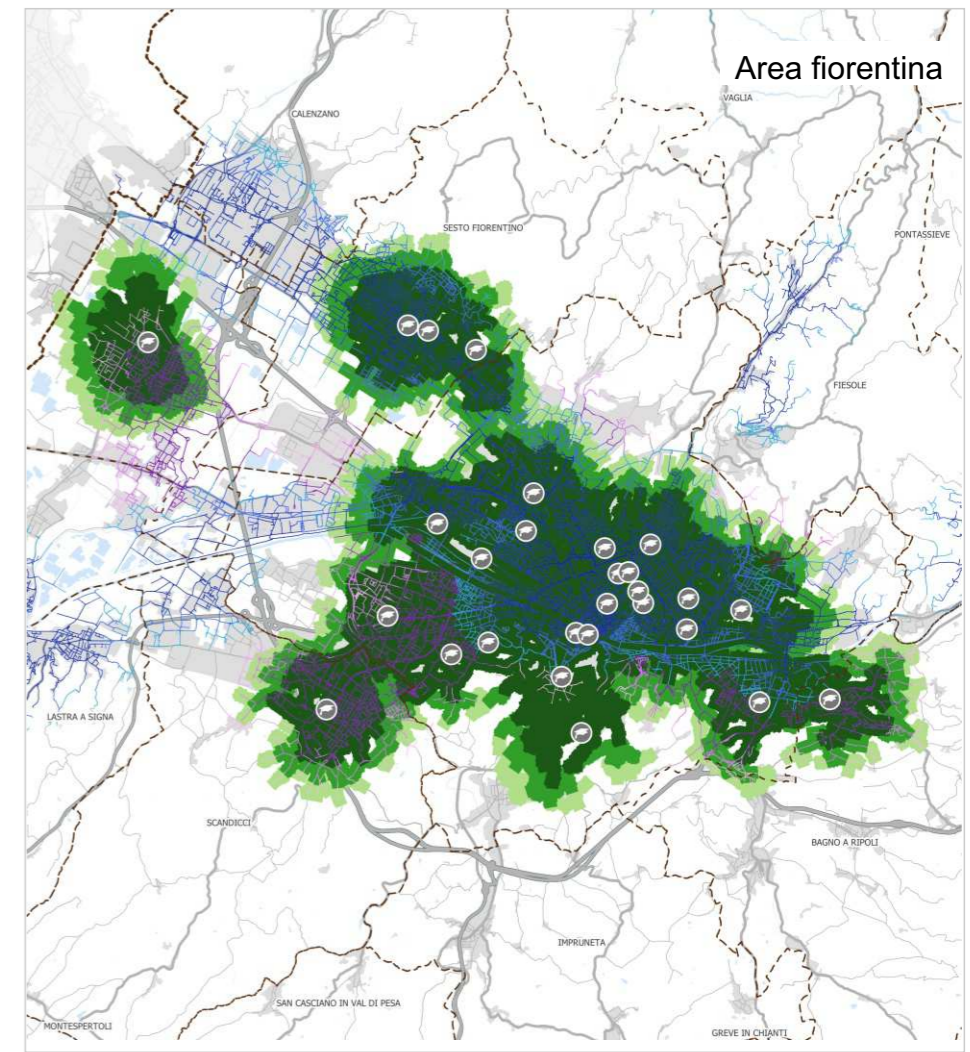 Area fiorentina
VAGLIA
CALENZANO
SESTO FIORENTINO
PONTASSIEVE
FIESOLE
LASTRA A SIGNA
SCANDICCI
BAGNO A RIPOLI
IMPRUNETA
SAN CASCIANO IN VAL DI PESA
MONTESPERTOLI
GREVE IN CHIANTI